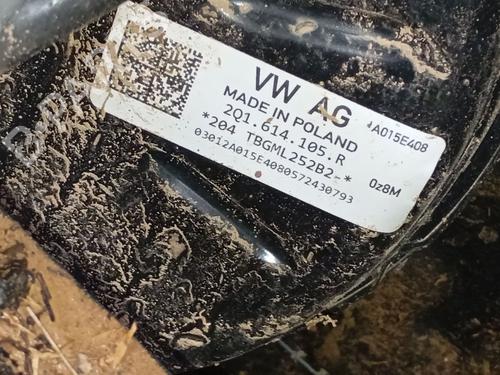 VW AG
*A015E408
MADE IN POLAND
2Q1.614.105.R
*204 TBGML252B2-*
03012A015E4080572430793
0z8M